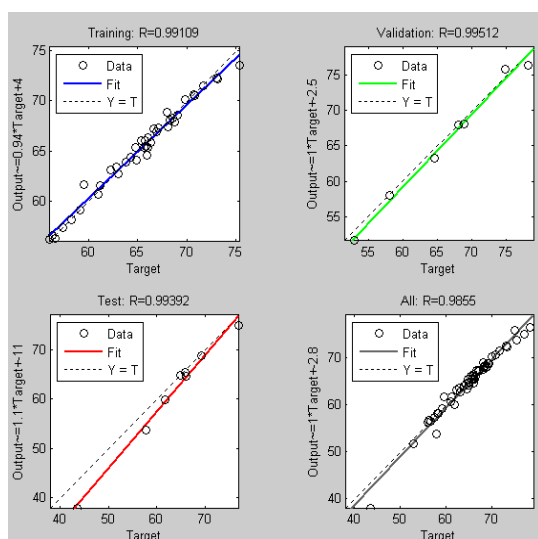 Training: R=0.99109
Data
Fit
Y = T
Output~=0.94*Target+4
75
70
65
60
60 65 70 75
Target
Validation: R=0.99512
Data
Fit
Y = T
Output~=1*Target+-2.5
75
70
65
60
55
55 60 65 70 75
Target
Test: R=0.99392
Data
Fit
Y = T
Output~=1.1*Target+-11
70
60
50
40
40 50 60 70
Target
All: R=0.9855
Data
Fit
Y = T
Output~=1*Target+-2.8
70
60
50
40
40 50 60 70
Target